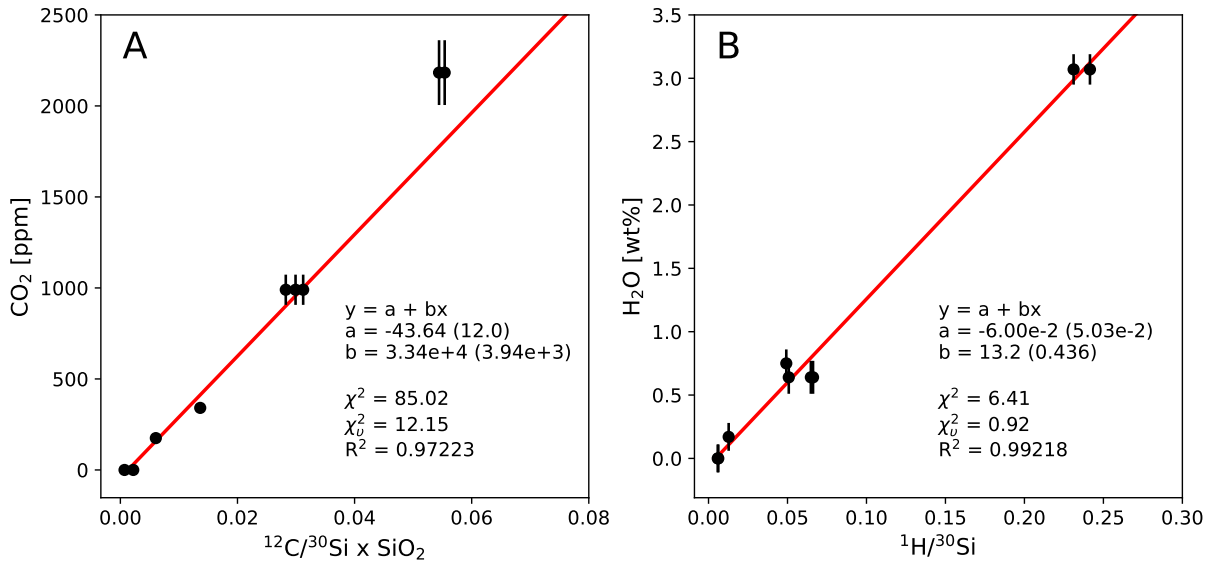 A
2500
2000
1500
1000
500
0
CO₂ [ppm]
y = a + bx
a = -43.64 (12.0)
b = 3.34e+4 (3.94e+3)
χ² = 85.02
χ²ᵤ = 12.15
R² = 0.97223
0.00 0.02 0.04 0.06 0.08
¹²C/³⁰Si x SiO₂
B
3.5
3.0
2.5
2.0
1.5
1.0
0.5
0.0
H₂O [wt%]
y = a + bx
a = -6.00e-2 (5.03e-2)
b = 13.2 (0.436)
χ² = 6.41
χ²ᵤ = 0.92
R² = 0.99218
0.00 0.05 0.10 0.15 0.20 0.25 0.30
¹H/³⁰Si